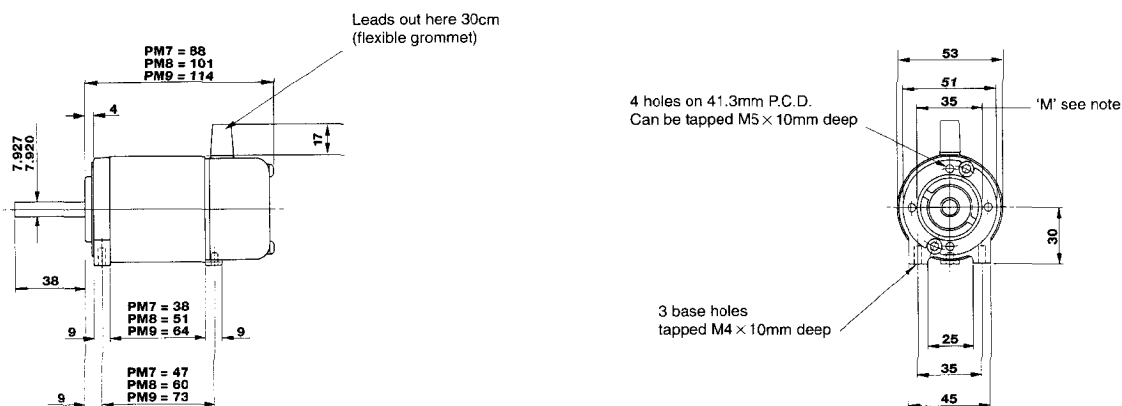 Leads out here 30cm
(flexible grommet)
PM7 = 88
PM8 = 101
PM9 = 114
4
17
7.927
7.920
38
PM7 = 38
PM8 = 51
PM9 = 64
9
9
PM7 = 47
PM8 = 60
PM9 = 73
9
53
51
35
'M' see note
4 holes on 41.3mm P.C.D.
Can be tapped M5 × 10mm deep
30
3 base holes
tapped M4 × 10mm deep
25
35
45